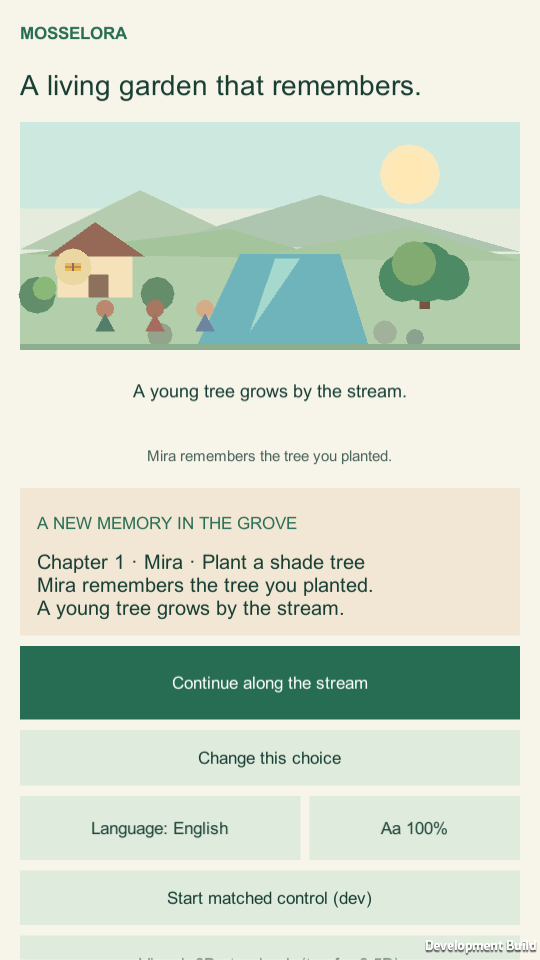 MOSSELORA
A living garden that remembers.
A young tree grows by the stream.
Mira remembers the tree you planted.
A NEW MEMORY IN THE GROVE
Chapter 1 · Mira · Plant a shade tree
Mira remembers the tree you planted.
A young tree grows by the stream.
Continue along the stream
Change this choice
Language: English
Aa 100%
Start matched control (dev)
Development Build